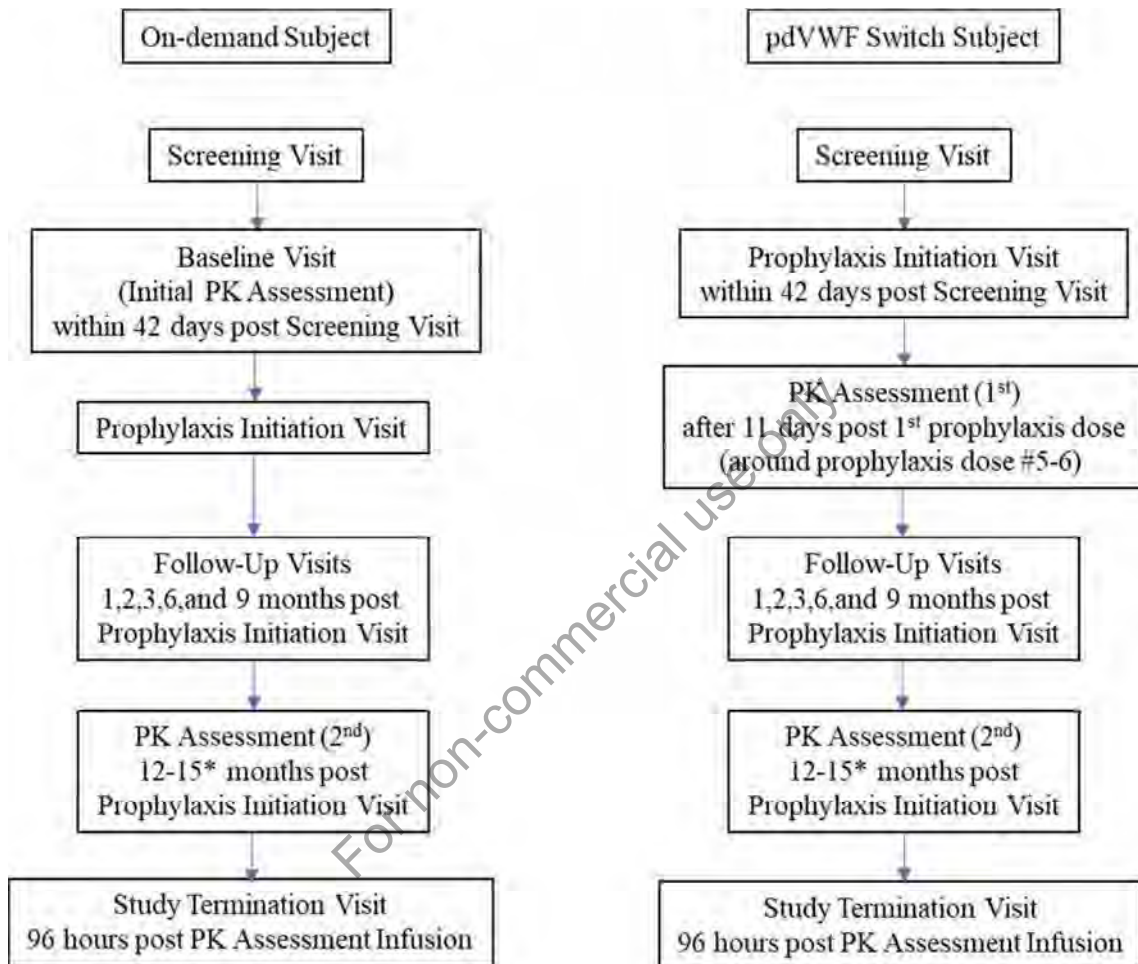 On-demand Subject
Screening Visit
Baseline Visit
(Initial PK Assessment)
within 42 days post Screening Visit
Prophylaxis Initiation Visit
Follow-Up Visits
1,2,3,6,and 9 months post
Prophylaxis Initiation Visit
PK Assessment (2nd)
12-15* months post
Prophylaxis Initiation Visit
Study Termination Visit
96 hours post PK Assessment Infusion
pdVWF Switch Subject
Screening Visit
Prophylaxis Initiation Visit
within 42 days post Screening Visit
PK Assessment (1st)
after 11 days post 1st prophylaxis dose
(around prophylaxis dose #5-6)
Follow-Up Visits
1,2,3,6,and 9 months post
Prophylaxis Initiation Visit
PK Assessment (2nd)
12-15* months post
Prophylaxis Initiation Visit
Study Termination Visit
96 hours post PK Assessment Infusion
For non-commercial use only